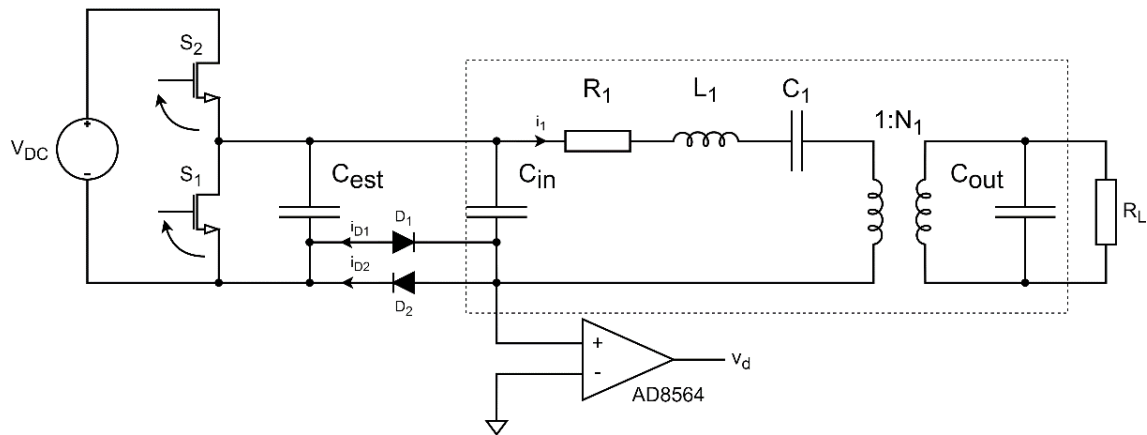 S2
VDC
+
-
S1
Cest
iD1
D1
iD2
D2
Cin
i1
R1
L1
C1
1:N1
Cout
RL
+
-
AD8564
vd